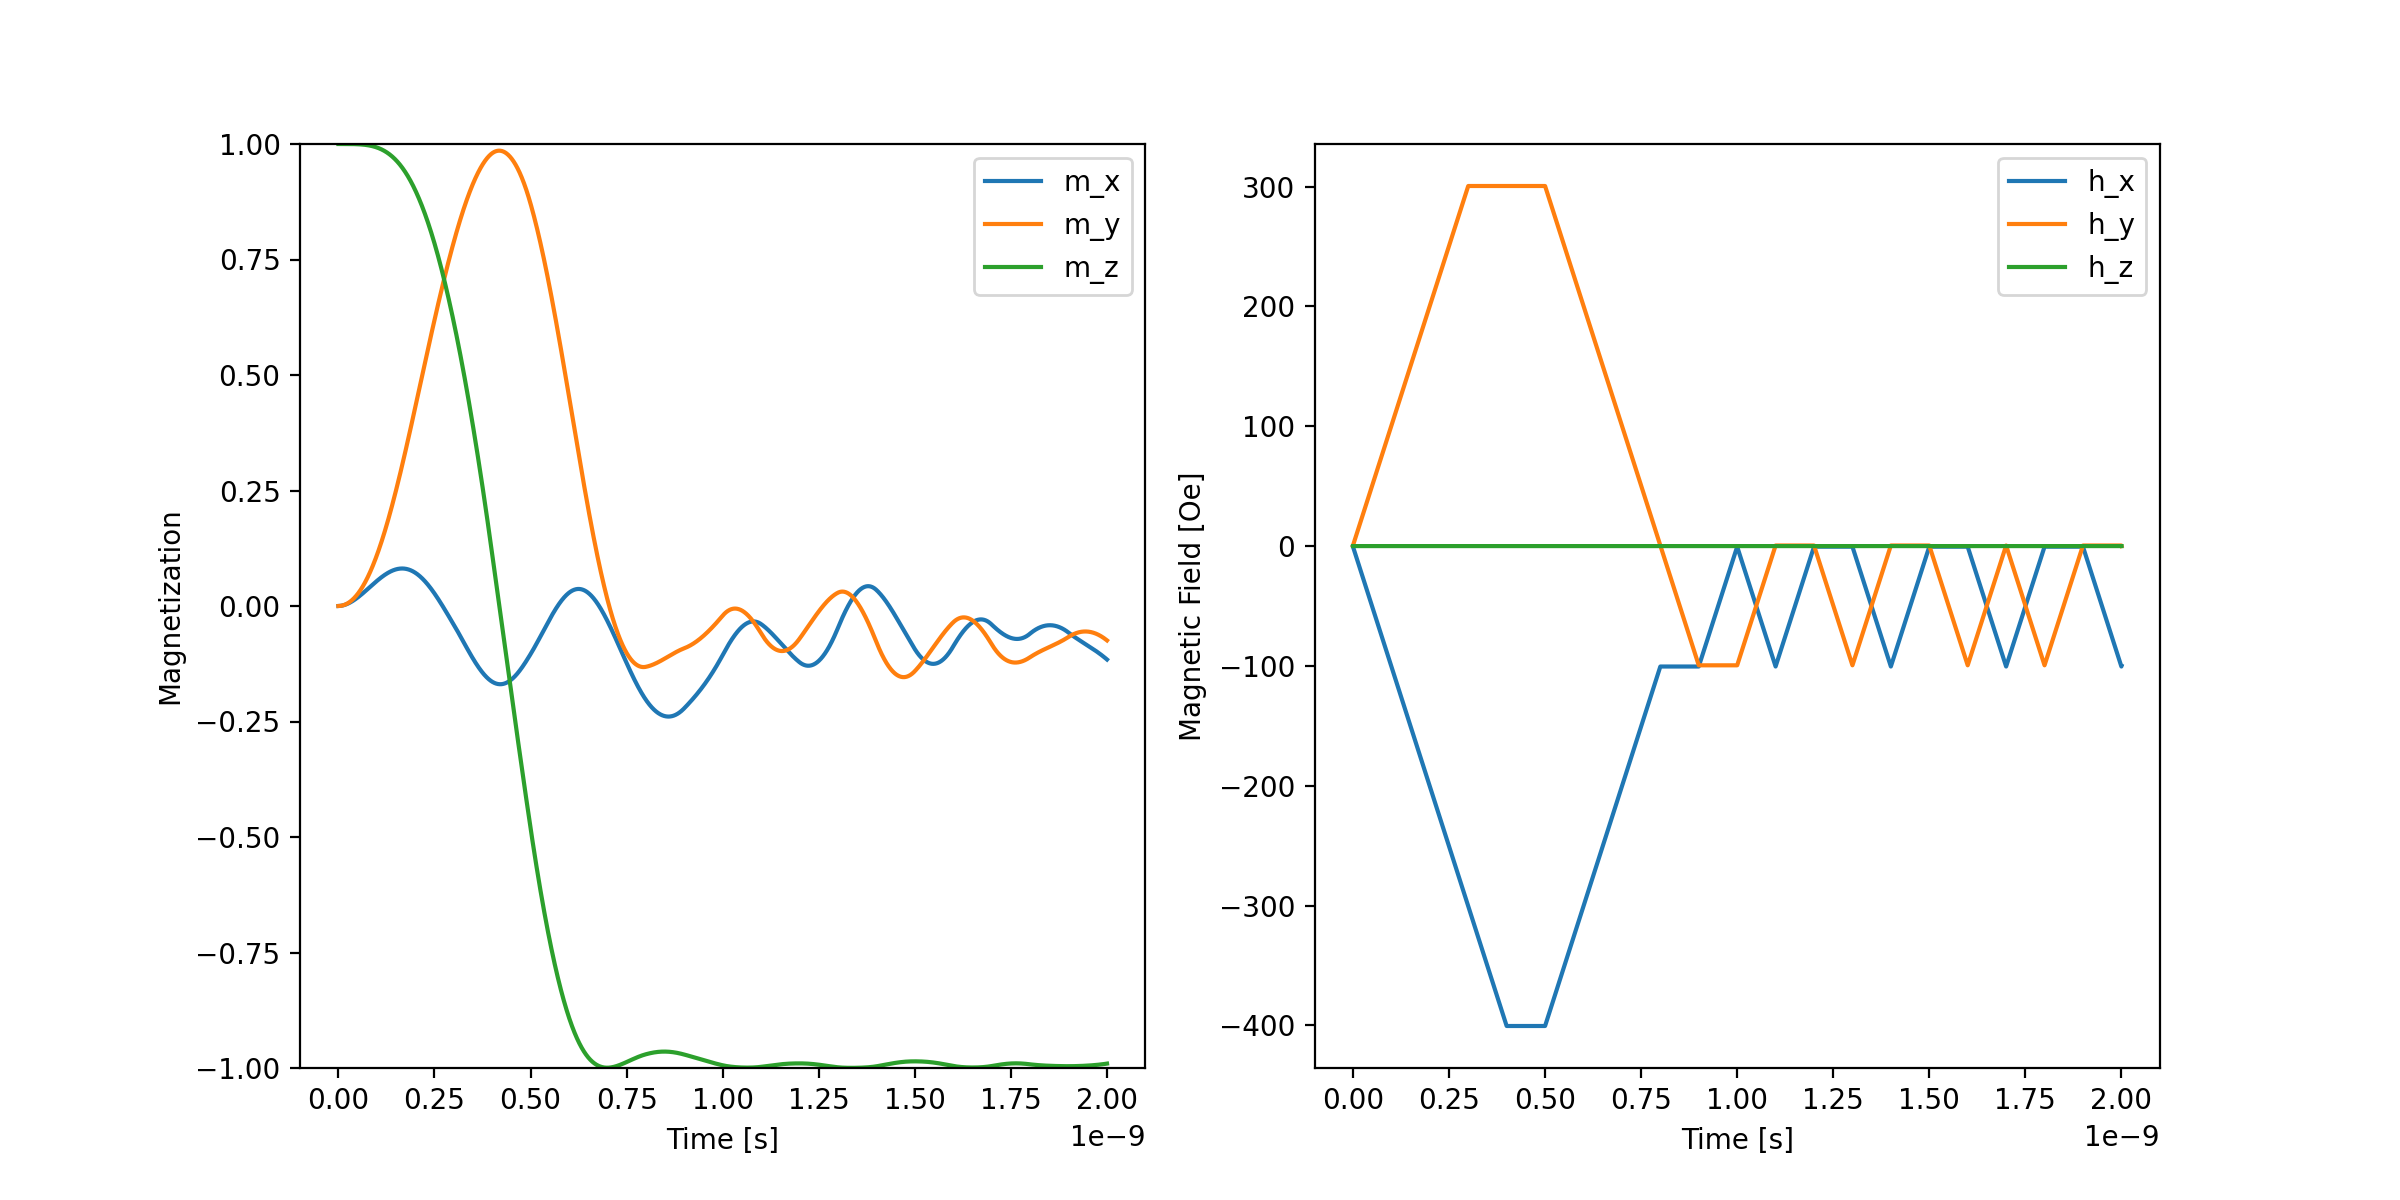 Magnetization
1.00
0.75
0.50
0.25
0.00
−0.25
−0.50
−0.75
−1.00
m_x
m_y
m_z
0.00 0.25 0.50 0.75 1.00 1.25 1.50 1.75 2.00
Time [s]
1e−9
Magnetic Field [Oe]
300
200
100
0
−100
−200
−300
−400
h_x
h_y
h_z
0.00 0.25 0.50 0.75 1.00 1.25 1.50 1.75 2.00
Time [s]
1e−9